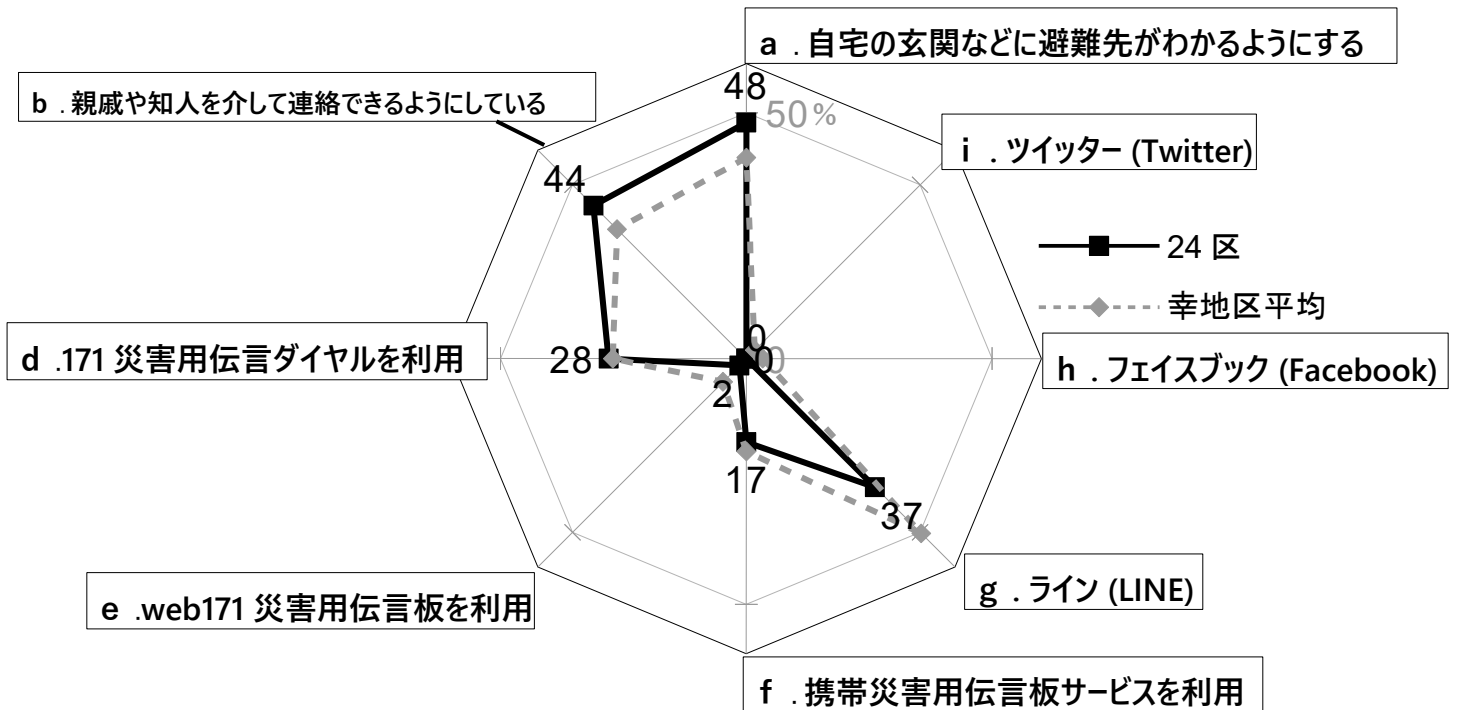 a . 自宅の玄関などに避難先がわかるようにする
b . 親戚や知人を介して連絡できるようにしている
48
50%
i . ツイッター (Twitter)
44
24 区
幸地区平均
d .171 災害用伝言ダイヤルを利用
28
0
0
0
h . フェイスブック (Facebook)
2
17
37
g . ライン (LINE)
e .web171 災害用伝言板を利用
f . 携帯災害用伝言板サービスを利用